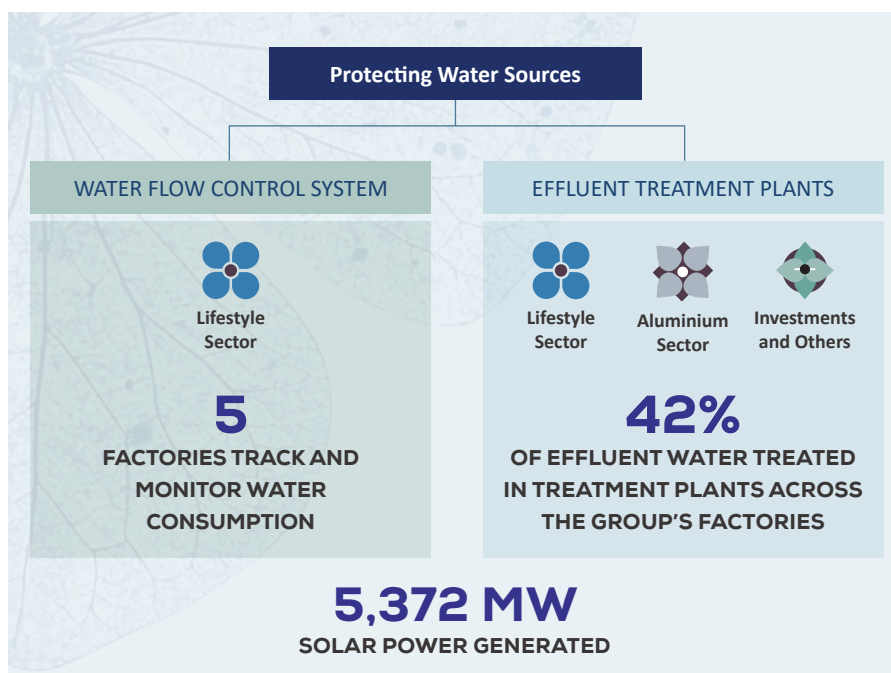 Protecting Water Sources
WATER FLOW CONTROL SYSTEM
Lifestyle
Sector
5
FACTORIES TRACK AND
MONITOR WATER
CONSUMPTION
EFFLUENT TREATMENT PLANTS
Lifestyle
Sector
Aluminium
Sector
Investments
and Others
42%
OF EFFLUENT WATER TREATED
IN TREATMENT PLANTS ACROSS
THE GROUP'S FACTORIES
5,372 MW
SOLAR POWER GENERATED